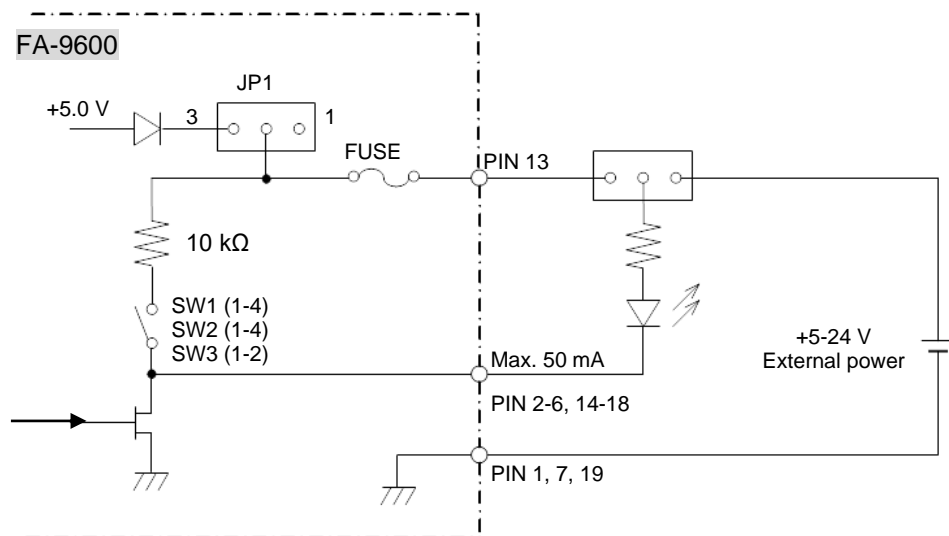 FA-9600
JP1
+5.0 V
3
1
FUSE
PIN 13
10 kΩ
SW1 (1-4)
SW2 (1-4)
SW3 (1-2)
+5-24 V
External power
Max. 50 mA
PIN 2-6, 14-18
PIN 1, 7, 19